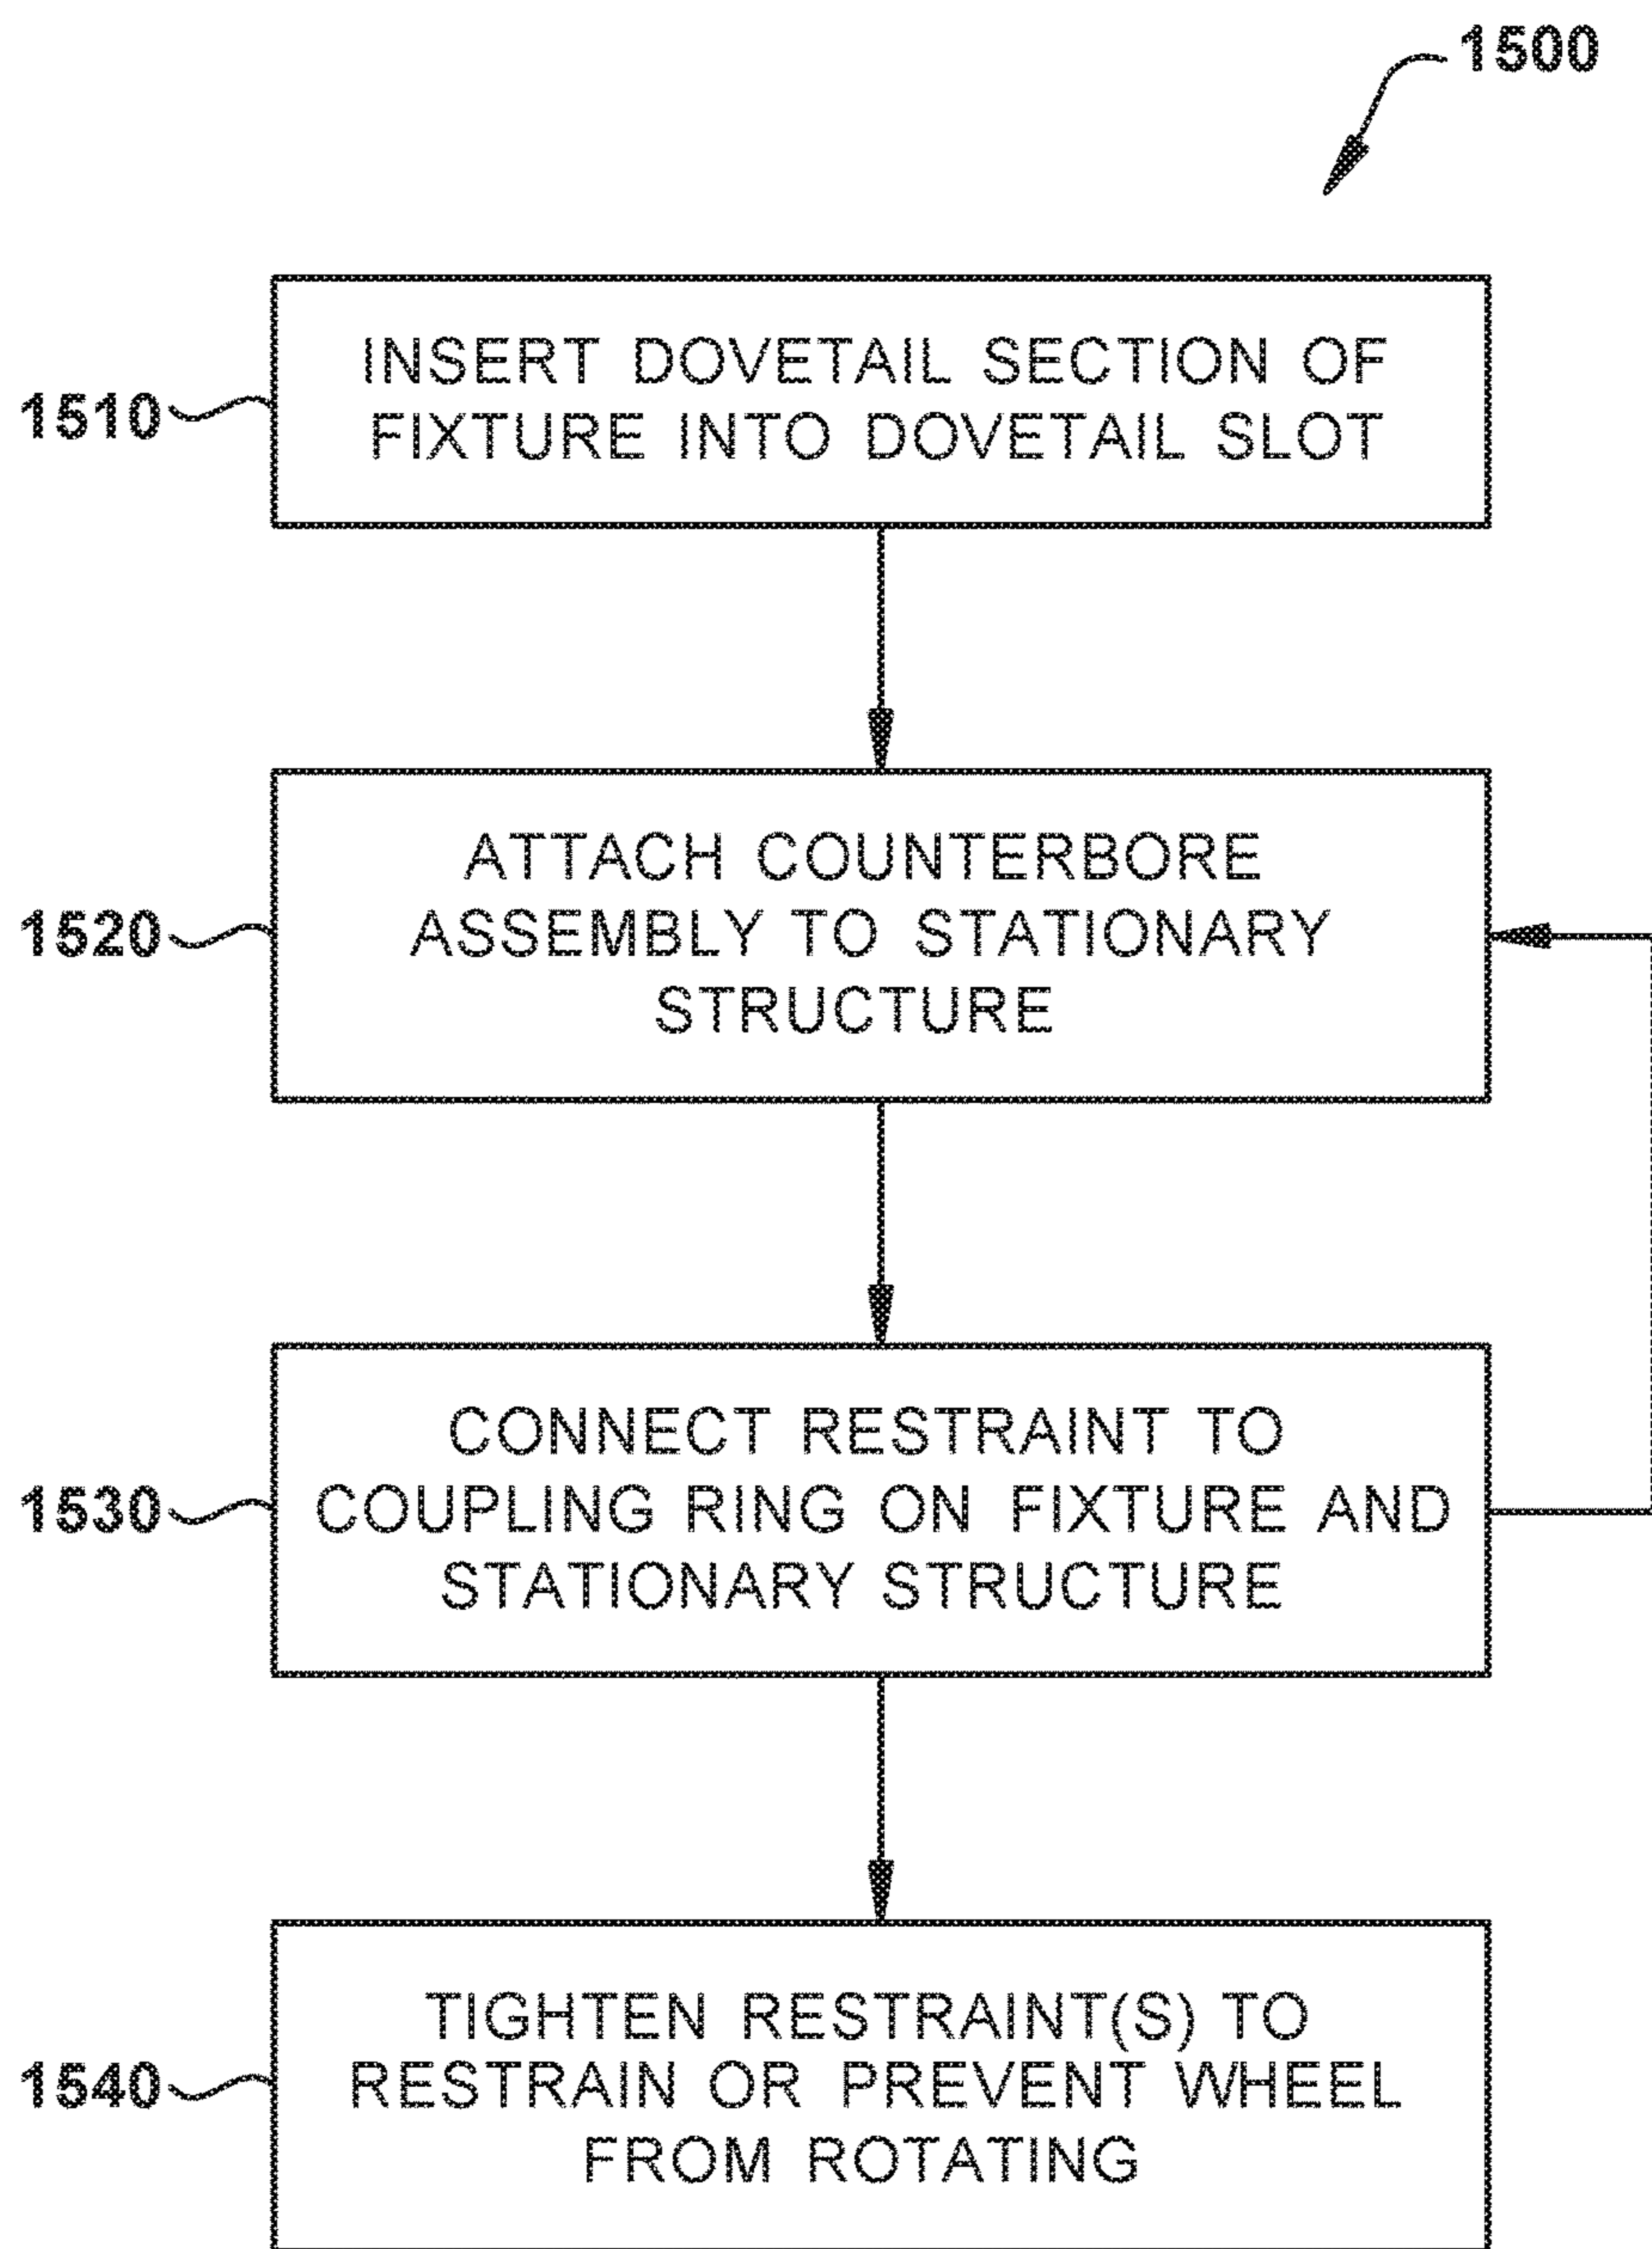 1500
1510
INSERT DOVETAIL SECTION OF
FIXTURE INTO DOVETAIL SLOT
1520
ATTACH COUNTERBORE
ASSEMBLY TO STATIONARY
STRUCTURE
1530
CONNECT RESTRAINT TO
COUPLING RING ON FIXTURE AND
STATIONARY STRUCTURE
1540
TIGHTEN RESTRAINT(S) TO
RESTRAIN OR PREVENT WHEEL
FROM ROTATING